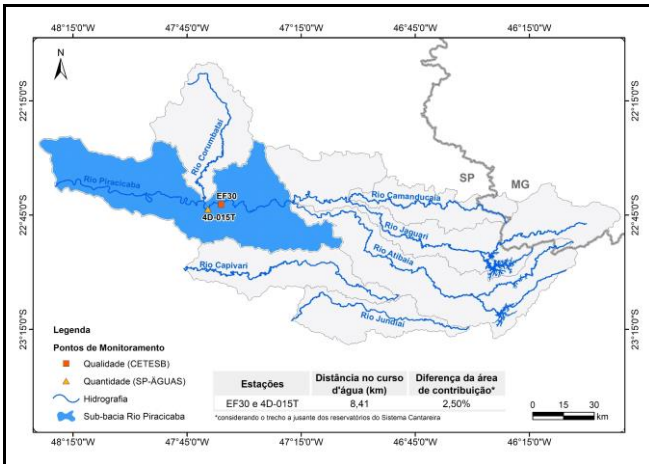 48°15'0"W 47°45'0"W 47°15'0"W 46°45'0"W 46°15'0"W
N
22°15'0"S
22°15'0"S
Rio Corumbataí
SP
MG
Rio Piracicaba
EF30
4D-015T
Rio Camanducaia
22°45'0"S
22°45'0"S
Rio Jaguari
Rio Atibaia
Rio Capivari
Rio Jundiaí
23°15'0"S
23°15'0"S
Legenda
Pontos de Monitoramento
Qualidade (CETESB)
Quantidade (SP-ÁGUAS)
Hidrografia
Sub-bacia Rio Piracicaba
Estações Distância no curso d'água (km) Diferença da área de contribuição*
EF30 e 4D-015T 8,41 2,50%
*considerando o trecho a jusante dos reservatórios do Sistema Cantareira
0 15 30
km
48°15'0"W 47°45'0"W 47°15'0"W 46°45'0"W 46°15'0"W